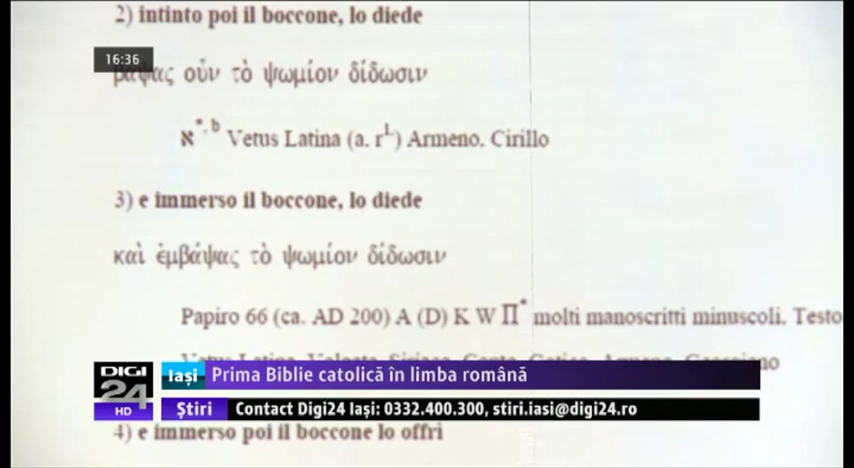 2) intinto poi il boccone, lo diede
16:36
βάψας οὖν τὸ ψωμίον δίδωσιν
א*, b Vetus Latina (a. rL) Armeno. Cirillo
3) e immerso il boccone, lo diede
καὶ ἐμβάψας τὸ ψωμίον δίδωσιν
Papiro 66 (ca. AD 200) A (D) K W Π* molti manoscritti minuscoli. Testo
DIGI 24 HD
Iași Prima Biblie catolică în limba română
Știri Contact Digi24 Iași: 0332.400.300, stiri.iasi@digi24.ro
4) e immerso poi il boccone lo offrì